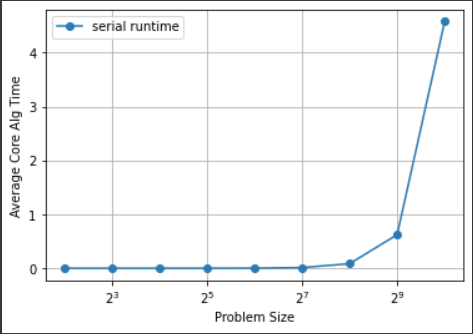 serial runtime
Average Core Alg Time
4
3
2
1
0
2³ 2⁵ 2⁷ 2⁹
Problem Size